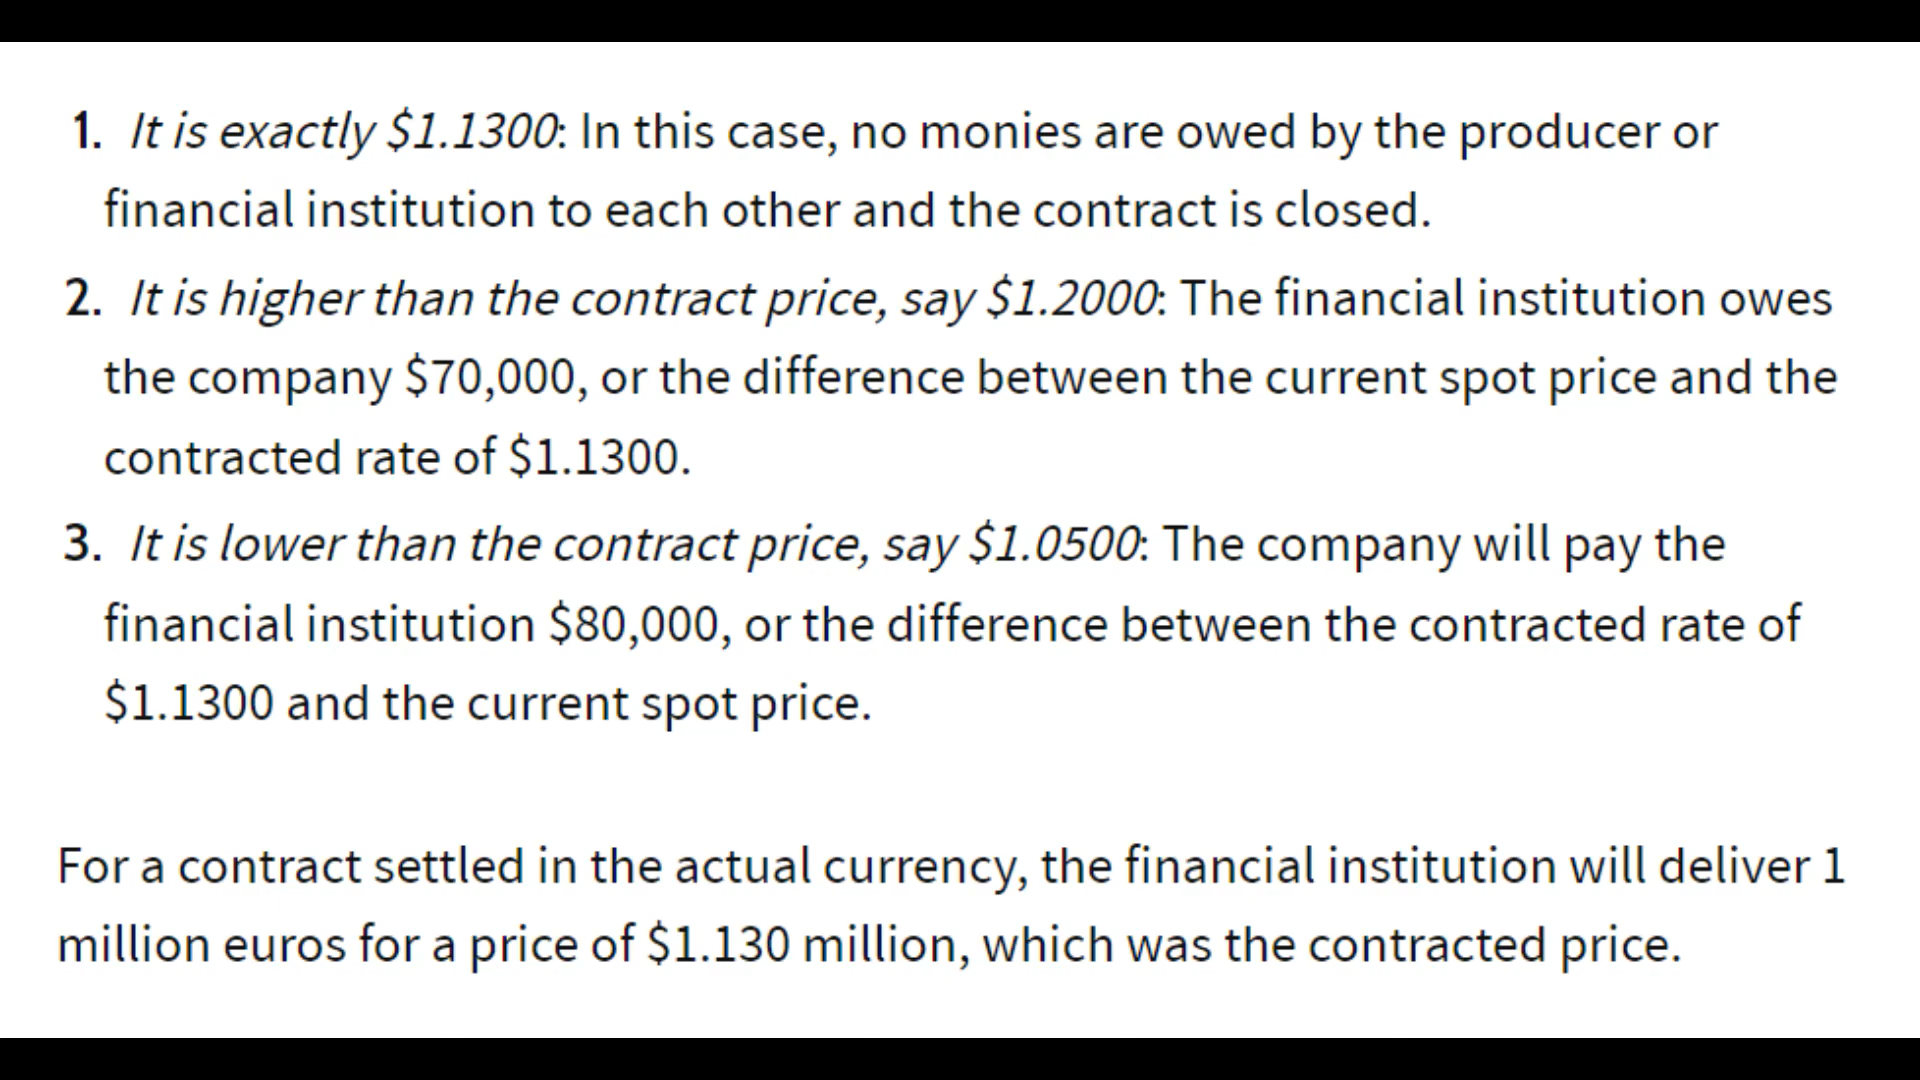 1. It is exactly $1.1300: In this case, no monies are owed by the producer or
financial institution to each other and the contract is closed.
2. It is higher than the contract price, say $1.2000: The financial institution owes
the company $70,000, or the difference between the current spot price and the
contracted rate of $1.1300.
3. It is lower than the contract price, say $1.0500: The company will pay the
financial institution $80,000, or the difference between the contracted rate of
$1.1300 and the current spot price.
For a contract settled in the actual currency, the financial institution will deliver 1
million euros for a price of $1.130 million, which was the contracted price.